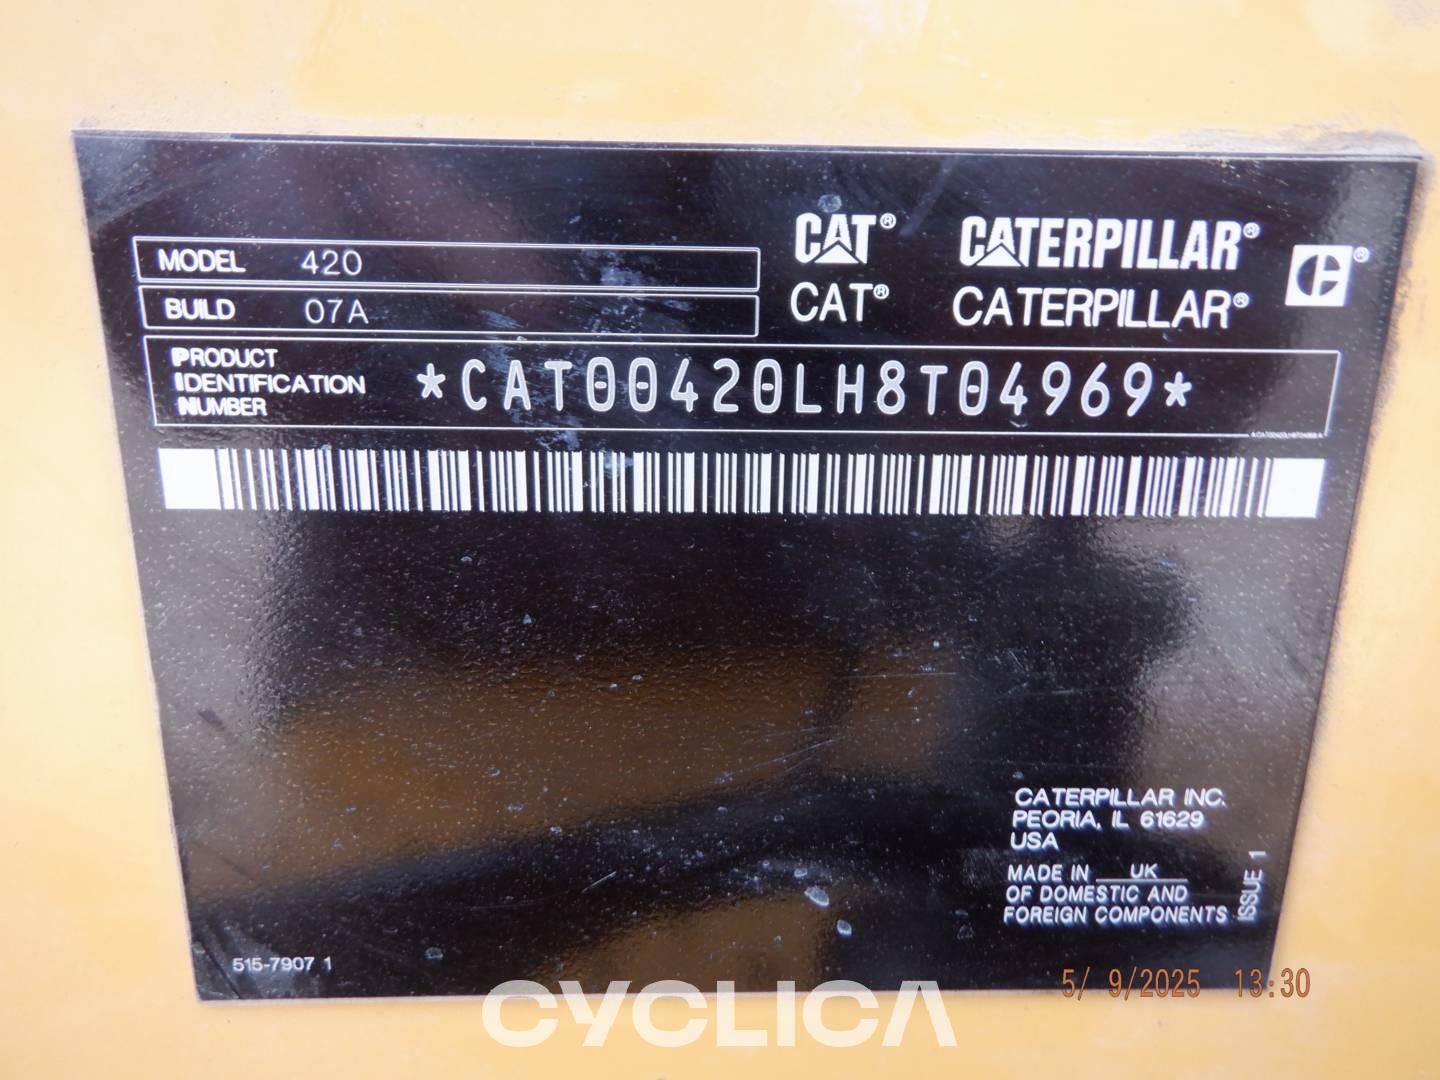 CAT® CATERPILLAR®
CAT® CATERPILLAR®
MODEL 420
BUILD 07A
PRODUCT
IDENTIFICATION
NUMBER
*CAT00420LH8T04969*
CATERPILLAR INC.
PEORIA, IL 61629
USA
MADE IN UK
OF DOMESTIC AND
FOREIGN COMPONENTS
ISSUE 1
515-7907 1
5/ 9/2025 13:30
CYCLICA